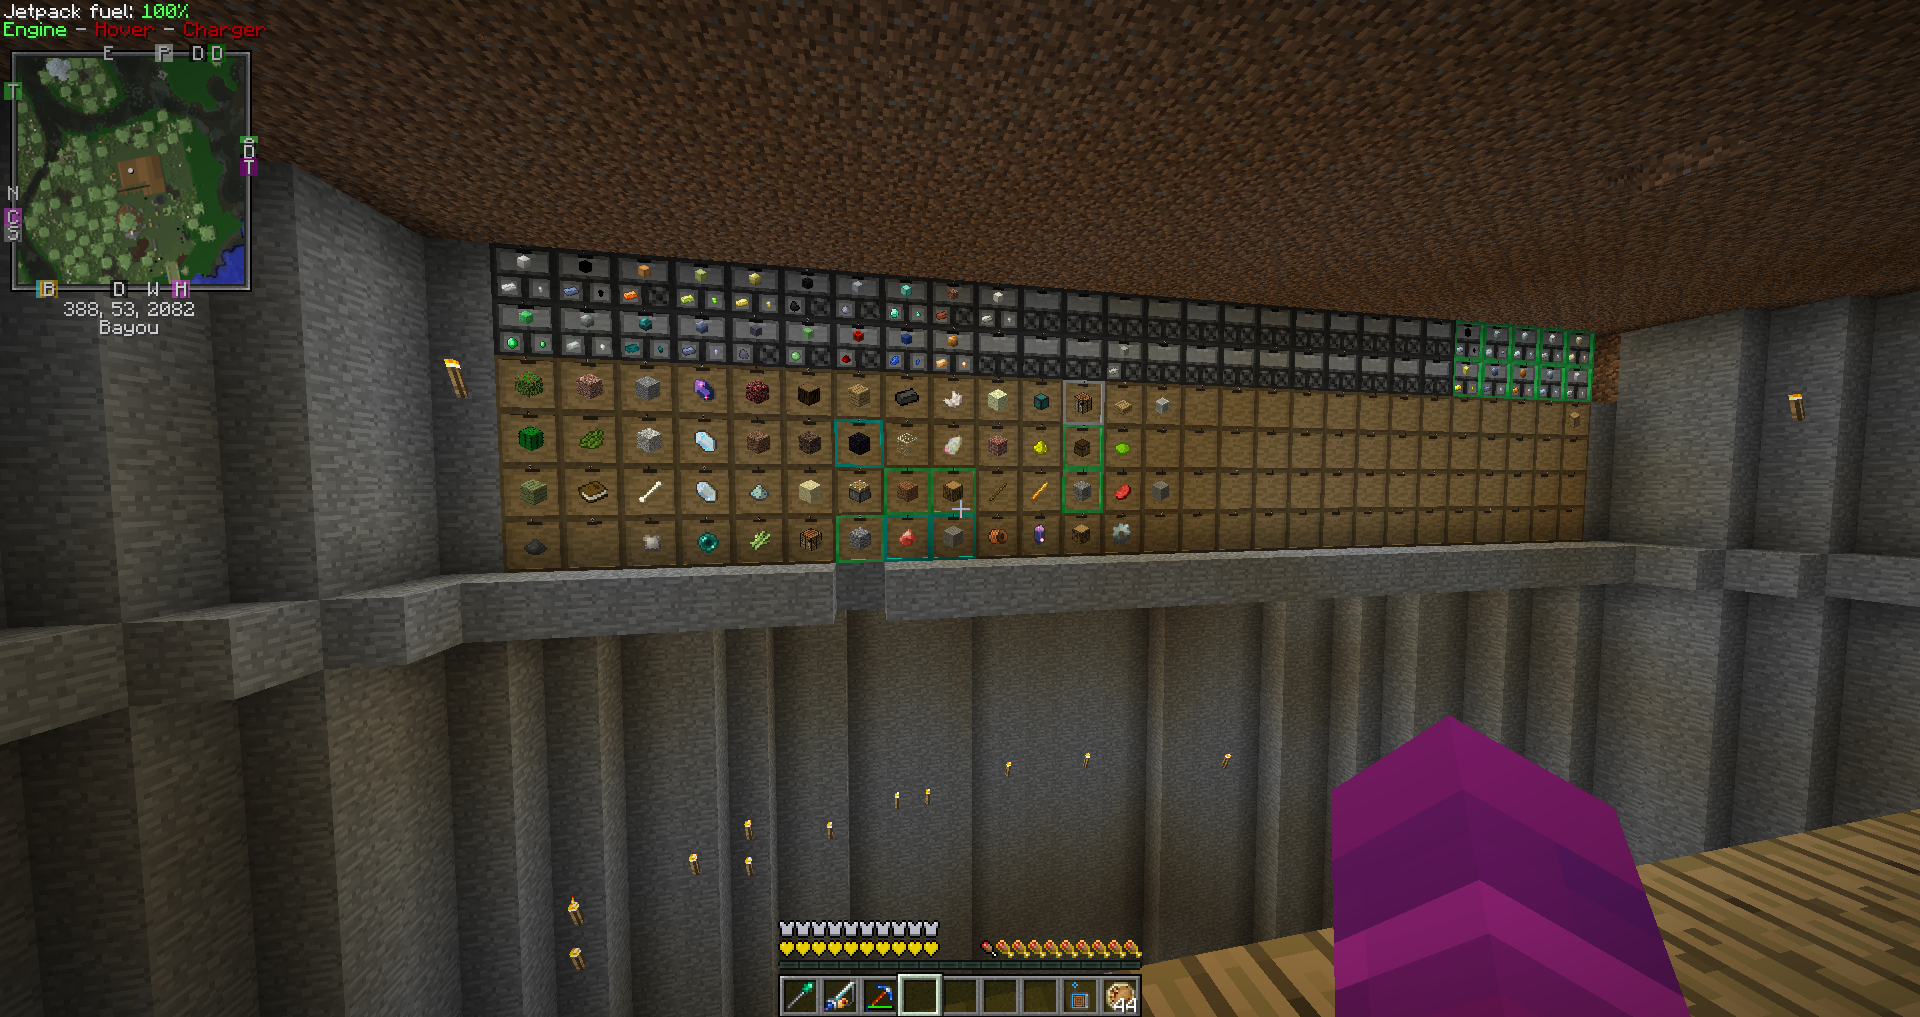 Jetpack fuel: 100%
Engine - Hover - Charger
E P D D
T
D
T
N
C
S
B D W H
388, 53, 2082
Bayou
44